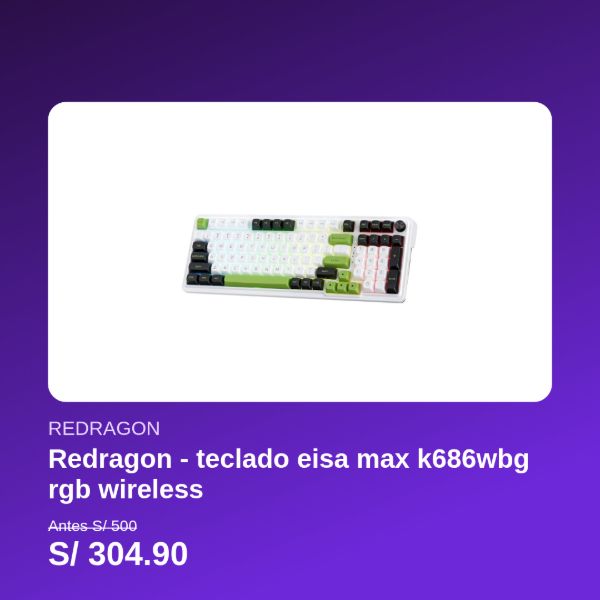 REDRAGON
Redragon - teclado eisa max k686wbg
rgb wireless
Antes S/ 500
S/ 304.90